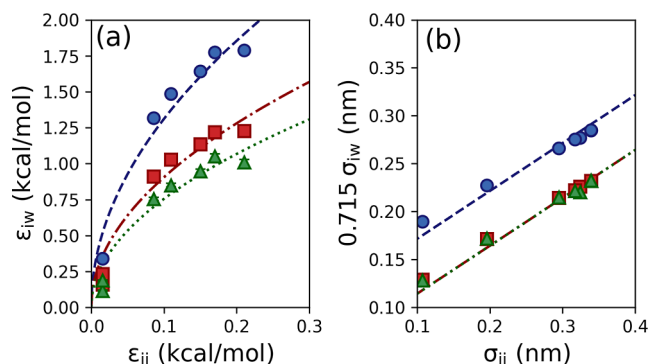 (a)
2.00
1.75
1.50
1.25
1.00
0.75
0.50
0.25
0.00
ε_iw (kcal/mol)
0.0 0.1 0.2 0.3
ε_ii (kcal/mol)
(b)
0.40
0.35
0.30
0.25
0.20
0.15
0.10
0.715 σ_iw (nm)
0.1 0.2 0.3 0.4
σ_ii (nm)